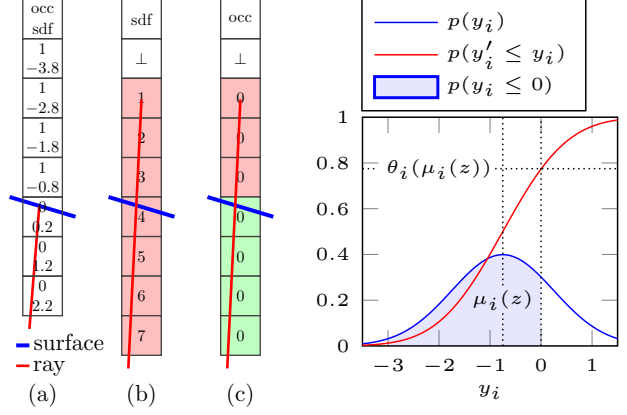 occ
sdf
1
−3.8
1
−2.8
1
−1.8
1
−0.8
0
0.2
0
1.2
0
2.2
surface
ray
(a)
sdf
⊥
1
2
3
4
5
6
7
(b)
occ
⊥
0
0
0
0
0
0
0
(c)
p(y_i)
p(y_i′ ≤ y_i)
p(y_i ≤ 0)
1
0.8
0.6
0.4
0.2
0
θ_i(μ_i(z))
μ_i(z)
−3 −2 −1 0 1
y_i